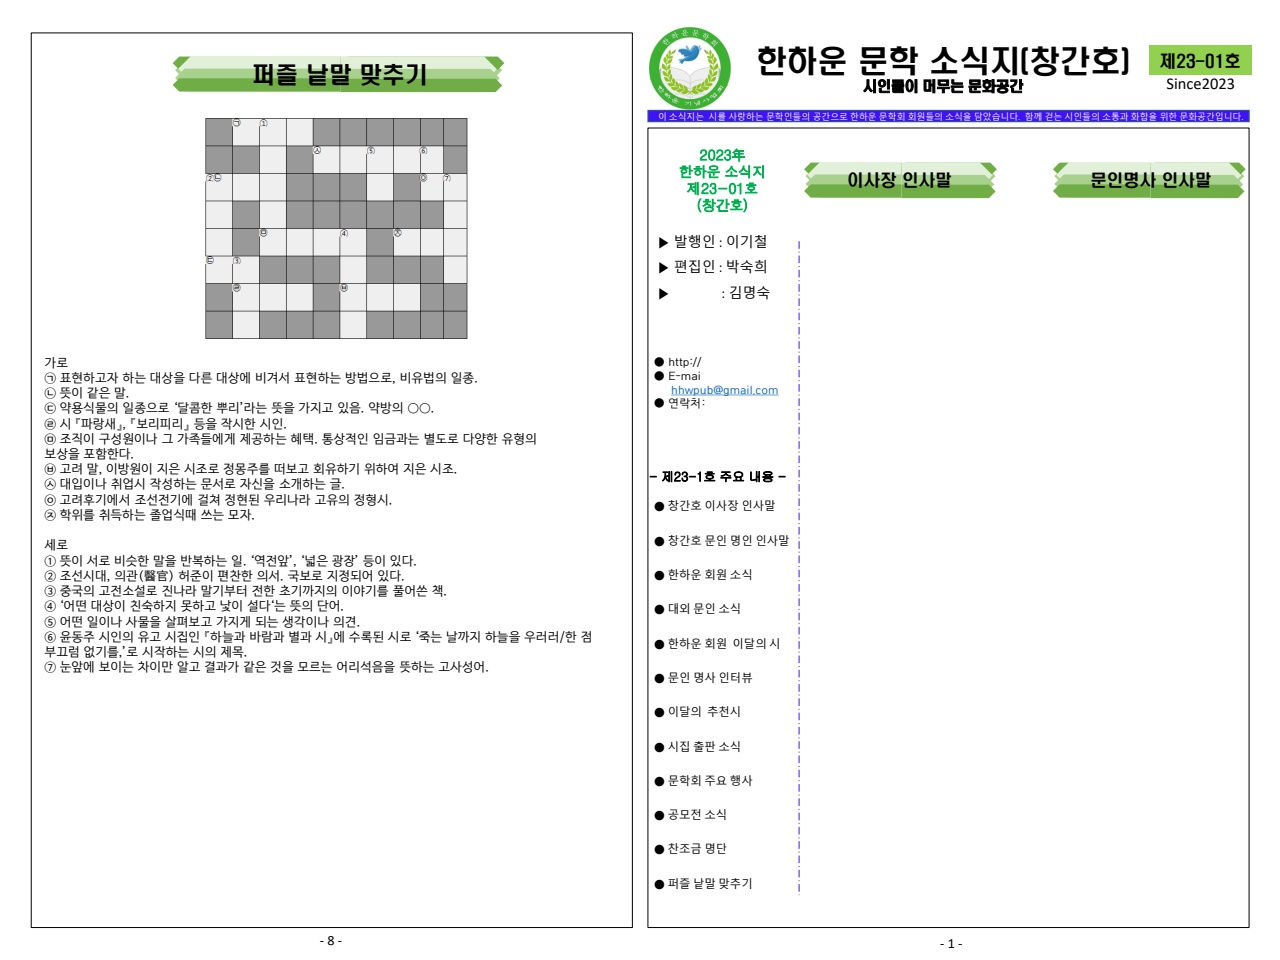 퍼즐 낱말 맞추기
㉠ ①
㉦ ⑤ ⑥
②㉡ ㉧ ⑦
㉤ ④ ㉨
㉢ ③
㉣ ㉥
가로
㉠ 표현하고자 하는 대상을 다른 대상에 비겨서 표현하는 방법으로, 비유법의 일종.
㉡ 뜻이 같은 말.
㉢ 약용식물의 일종으로 ‘달콤한 뿌리’라는 뜻을 가지고 있음. 약방의 ○○.
㉣ 시 『파랑새』, 『보리피리』 등을 작시한 시인.
㉤ 조직이 구성원이나 그 가족들에게 제공하는 혜택. 통상적인 임금과는 별도로 다양한 유형의
보상을 포함한다.
㉥ 고려 말, 이방원이 지은 시조로 정몽주를 떠보고 회유하기 위하여 지은 시조.
㉦ 대입이나 취업시 작성하는 문서로 자신을 소개하는 글.
㉧ 고려후기에서 조선전기에 걸쳐 정현된 우리나라 고유의 정형시.
㉨ 학위를 취득하는 졸업식때 쓰는 모자.
세로
① 뜻이 서로 비슷한 말을 반복하는 일. ‘역전앞’, ‘넓은 광장’ 등이 있다.
② 조선시대, 의관(醫官) 허준이 편찬한 의서. 국보로 지정되어 있다.
③ 중국의 고전소설로 진나라 말기부터 전한 초기까지의 이야기를 풀어쓴 책.
④ ‘어떤 대상이 친숙하지 못하고 낯이 설다‘는 뜻의 단어.
⑤ 어떤 일이나 사물을 살펴보고 가지게 되는 생각이나 의견.
⑥ 윤동주 시인의 유고 시집인 『하늘과 바람과 별과 시』에 수록된 시로 ‘죽는 날까지 하늘을 우러러/한 점
부끄럼 없기를,’로 시작하는 시의 제목.
⑦ 눈앞에 보이는 차이만 알고 결과가 같은 것을 모르는 어리석음을 뜻하는 고사성어.
- 8 -
한하운문학회
한하운 기념사업회
한하운 문학 소식지(창간호)
시인들이 머무는 문화공간
제23-01호
Since2023
이 소식지는 시를 사랑하는 문학인들의 공간으로 한하운 문학회 회원들의 소식을 담았습니다. 함께 걷는 시인들의 소통과 화합을 위한 문화공간입니다.
2023년
한하운 소식지
제23-01호
(창간호)
▶ 발행인 : 이기철
▶ 편집인 : 박숙희
▶ : 김명숙
● http://
● E-mai
hhwpub@gmail.com
● 연락처:
- 제23-1호 주요 내용 -
● 창간호 이사장 인사말
● 창간호 문인 명인 인사말
● 한하운 회원 소식
● 대외 문인 소식
● 한하운 회원 이달의 시
● 문인 명사 인터뷰
● 이달의 추천시
● 시집 출판 소식
● 문학회 주요 행사
● 공모전 소식
● 찬조금 명단
● 퍼즐 낱말 맞추기
이사장 인사말
문인명사 인사말
- 1 -